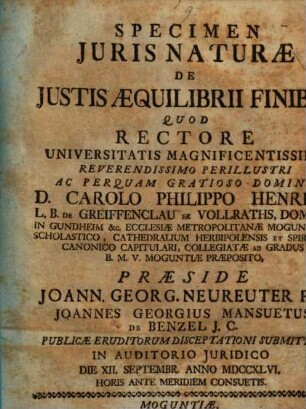 SPECIMEN
JURIS NATURÆ
DE
JUSTIS ÆQUILIBRII FINIB
QUOD
RECTORE
UNIVERSITATIS MAGNIFICENTISSI
REVERENDISSIMO PERILLUSTRI
AC PERQUAM GRATIOSO DOMIN
D. CAROLO PHILIPPO HENRI
L. B. DE GREIFFENCLAU EX VOLLRATHS, DOM
IN GUNDHEIM &c. ECCLESIÆ METROPOLITANÆ MOGUN
SCHOLASTICO, CATHEDRALIUM HERBIPOLENSIS ET SPIR
CANONICO CAPITULARI, COLLEGIATÆ AD GRADUS
B. M. V. MOGUNTIÆ PRÆPOSITO,
PRÆSIDE
JOANN. GEORG. NEUREUTER
JOANNES GEORGIUS MANSUETUS
DE BENZEL J. C.
PUBLICÆ ERUDITORUM DISCEPTATIONI SUBMITT
IN AUDITORIO JURIDICO
DIE XII. SEPTEMBR. ANNO MDCCXLVI.
HORIS ANTE MERIDIEM CONSUETIS.
MOGUNTIÆ,